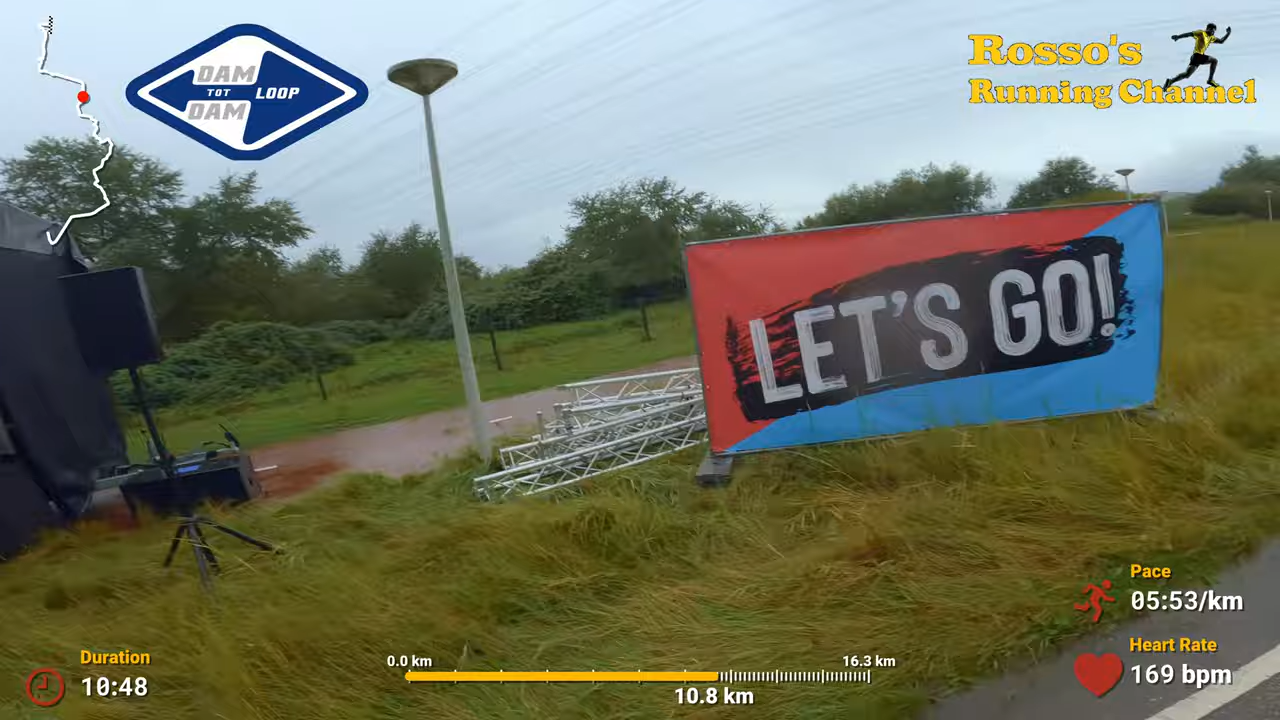 DAM
TOT
LOOP
DAM
Rosso's
Running Channel
LET'S GO!
Pace
05:53/km
Heart Rate
169 bpm
Duration
10:48
0.0 km
16.3 km
10.8 km